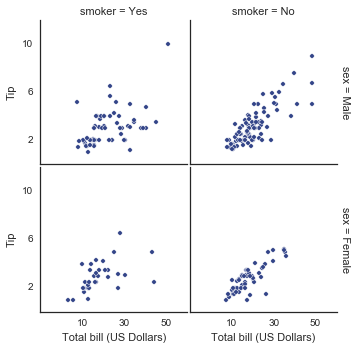 smoker = Yes
smoker = No
10
6
2
Tip
sex = Male
10
6
2
Tip
sex = Female
10
30
50
10
30
50
Total bill (US Dollars)
Total bill (US Dollars)